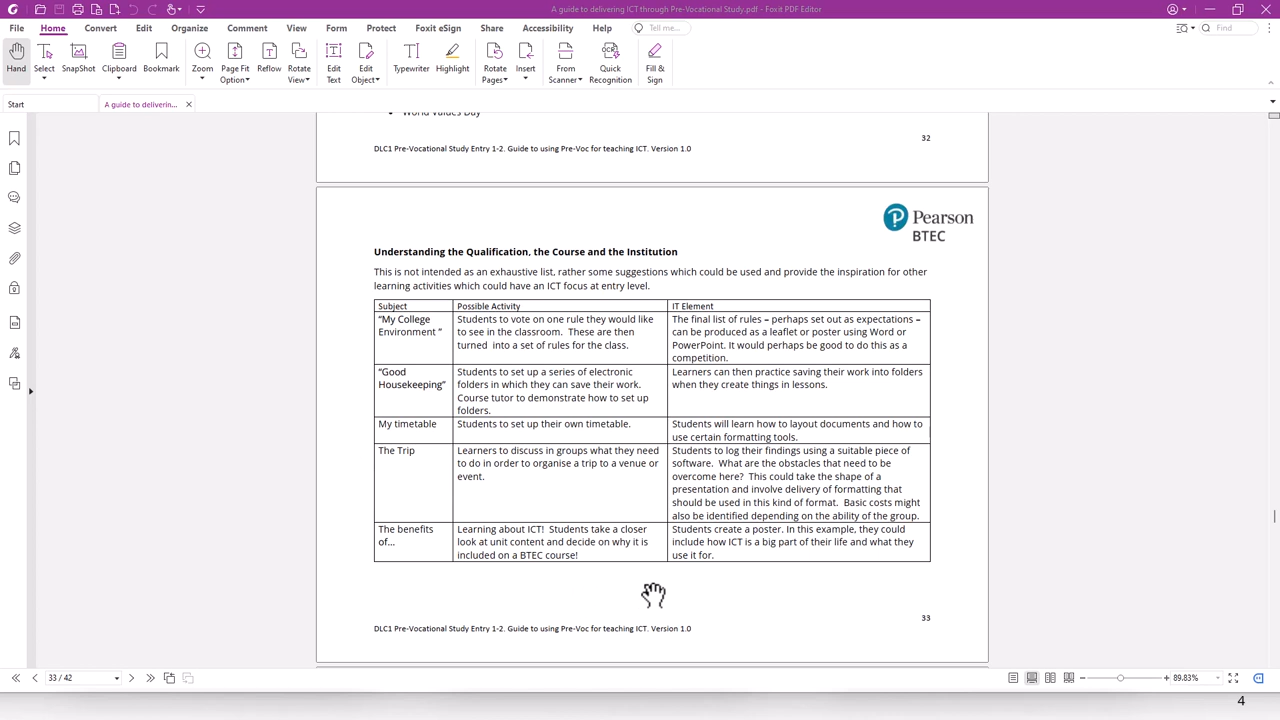 A guide to delivering ICT through Pre-Vocational Study.pdf - Foxit PDF Editor
File Home Convert Edit Organize Comment View Form Protect Foxit eSign Share Accessibility Help Tell me... Find
Hand Select SnapShot Clipboard Bookmark Zoom Page Fit Option Reflow Rotate View Edit Text Edit Object Typewriter Highlight Rotate Pages Insert From Scanner OCR Quick Recognition Fill & Sign
Start A guide to deliverin...
• World Values Day
32
DLC1 Pre-Vocational Study Entry 1-2. Guide to using Pre-Voc for teaching ICT. Version 1.0
Pearson
BTEC
Understanding the Qualification, the Course and the Institution
This is not intended as an exhaustive list, rather some suggestions which could be used and provide the inspiration for other
learning activities which could have an ICT focus at entry level.
Subject Possible Activity IT Element
“My College
Environment “
Students to vote on one rule they would like
to see in the classroom. These are then
turned into a set of rules for the class.
The final list of rules – perhaps set out as expectations –
can be produced as a leaflet or poster using Word or
PowerPoint. It would perhaps be good to do this as a
competition.
“Good
Housekeeping”
Students to set up a series of electronic
folders in which they can save their work.
Course tutor to demonstrate how to set up
folders.
Learners can then practice saving their work into folders
when they create things in lessons.
My timetable
Students to set up their own timetable.
Students will learn how to layout documents and how to
use certain formatting tools.
The Trip
Learners to discuss in groups what they need
to do in order to organise a trip to a venue or
event.
Students to log their findings using a suitable piece of
software. What are the obstacles that need to be
overcome here? This could take the shape of a
presentation and involve delivery of formatting that
should be used in this kind of format. Basic costs might
also be identified depending on the ability of the group.
The benefits
of...
Learning about ICT! Students take a closer
look at unit content and decide on why it is
included on a BTEC course!
Students create a poster. In this example, they could
include how ICT is a big part of their life and what they
use it for.
33
DLC1 Pre-Vocational Study Entry 1-2. Guide to using Pre-Voc for teaching ICT. Version 1.0
33 / 42
89.83%
4